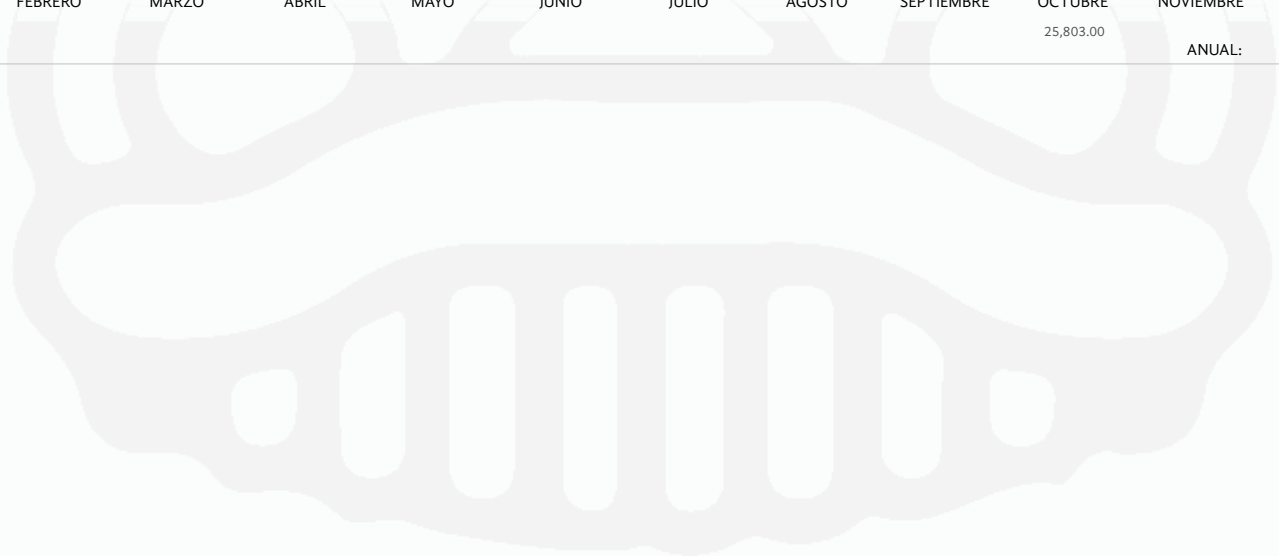 FEBRERO MARZO ABRIL MAYO JUNIO JULIO AGOSTO SEPTIEMBRE OCTUBRE NOVIEMBRE
25,803.00
ANUAL: